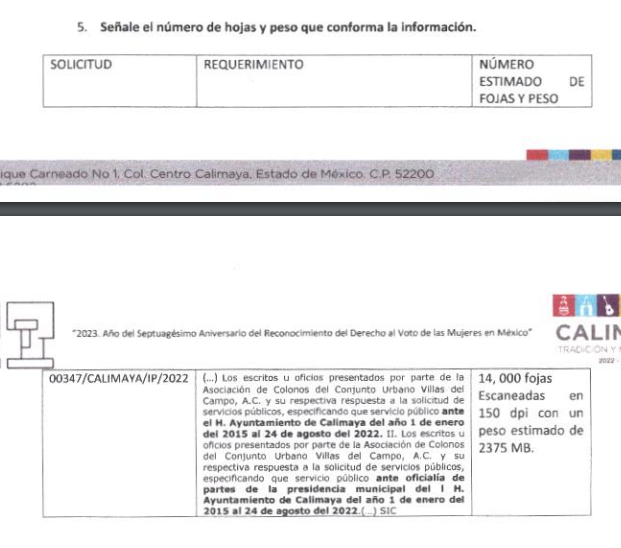 5. Señale el número de hojas y peso que conforma la información.
SOLICITUD
REQUERIMIENTO
NÚMERO
ESTIMADO DE
FOJAS Y PESO
ique Carneado No 1, Col. Centro Calimaya, Estado de México. C.P. 52200
"2023. Año del Septuagésimo Aniversario del Reconocimiento del Derecho al Voto de las Mujeres en México"
CALIM
TRADICIÓN Y
2022 -
00347/CALIMAYA/IP/2022
(...) Los escritos u oficios presentados por parte de la
Asociación de Colonos del Conjunto Urbano Villas del
Campo, A.C. y su respectiva respuesta a la solicitud de
servicios públicos, especificando que servicio público ante
el H. Ayuntamiento de Calimaya del año 1 de enero
del 2015 al 24 de agosto del 2022. II. Los escritos u
oficios presentados por parte de la Asociación de Colonos
del Conjunto Urbano Villas del Campo, A.C. y su
respectiva respuesta a la solicitud de servicios públicos,
especificando que servicio público ante oficialía de
partes de la presidencia municipal del I H.
Ayuntamiento de Calimaya del año 1 de enero del
2015 al 24 de agosto del 2022.(...) SIC
14, 000 fojas
Escaneadas en
150 dpi con un
peso estimado de
2375 MB.